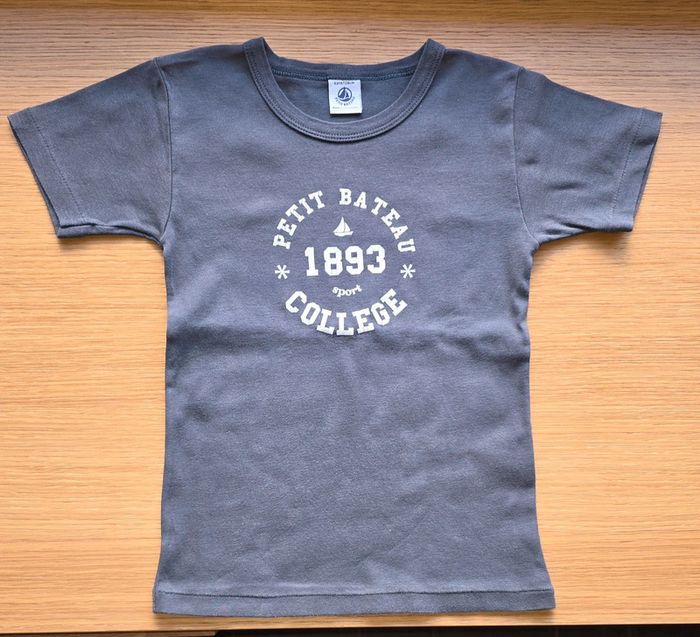 PETIT BATEAU
1893
sport
COLLEGE